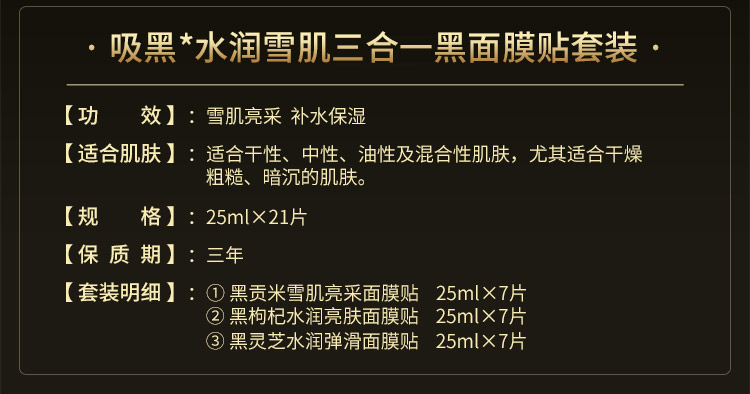 · 吸黑*水润雪肌三合一黑面膜贴套装 ·
【功 效】：雪肌亮采 补水保湿
【适合肌肤】：适合干性、中性、油性及混合性肌肤，尤其适合干燥
粗糙、暗沉的肌肤。
【规 格】：25ml×21片
【保 质 期】：三年
【套装明细】：① 黑贡米雪肌亮采面膜贴 25ml×7片
② 黑枸杞水润亮肤面膜贴 25ml×7片
③ 黑灵芝水润弹滑面膜贴 25ml×7片